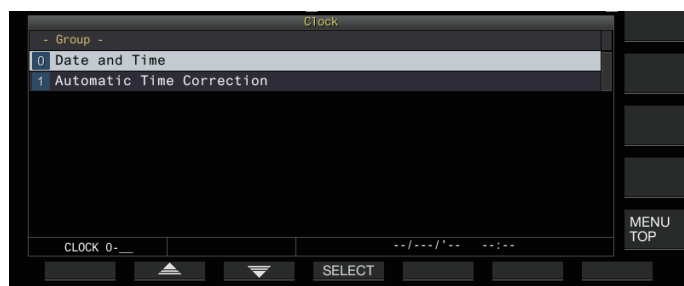 Clock
- Group -
0 Date and Time
1 Automatic Time Correction
MENU
TOP
CLOCK 0-__
--/---/'-- --:--
SELECT